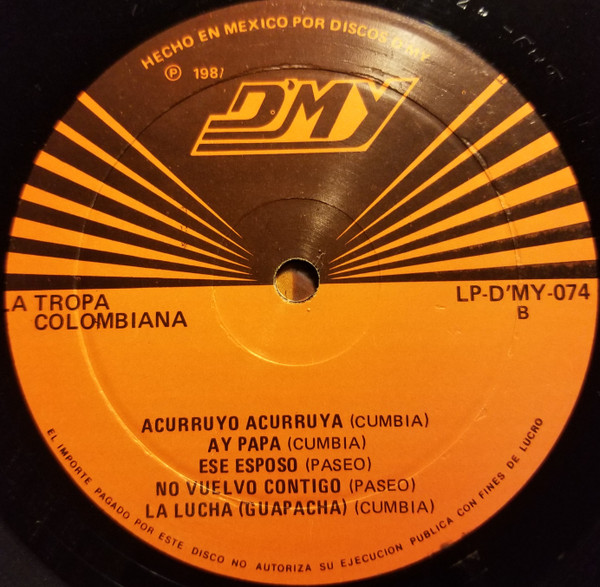 HECHO EN MEXICO POR DISCOS D'MY
Ⓟ 198
D'MY
LA TROPA
COLOMBIANA
LP-D'MY-074
B
ACURRUYO ACURRUYA (CUMBIA)
AY PAPA (CUMBIA)
ESE ESPOSO (PASEO)
NO VUELVO CONTIGO (PASEO)
LA LUCHA (GUAPACHA) (CUMBIA)
EL IMPORTE PAGADO POR ESTE DISCO NO AUTORIZA SU EJECUCION PUBLICA CON FINES DE LUCRO